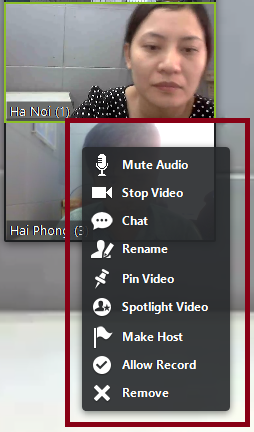 Ha Noi (1)
Mute Audio
Stop Video
Chat
Rename
Hai Phong (3)
Pin Video
Spotlight Video
Make Host
Allow Record
Remove